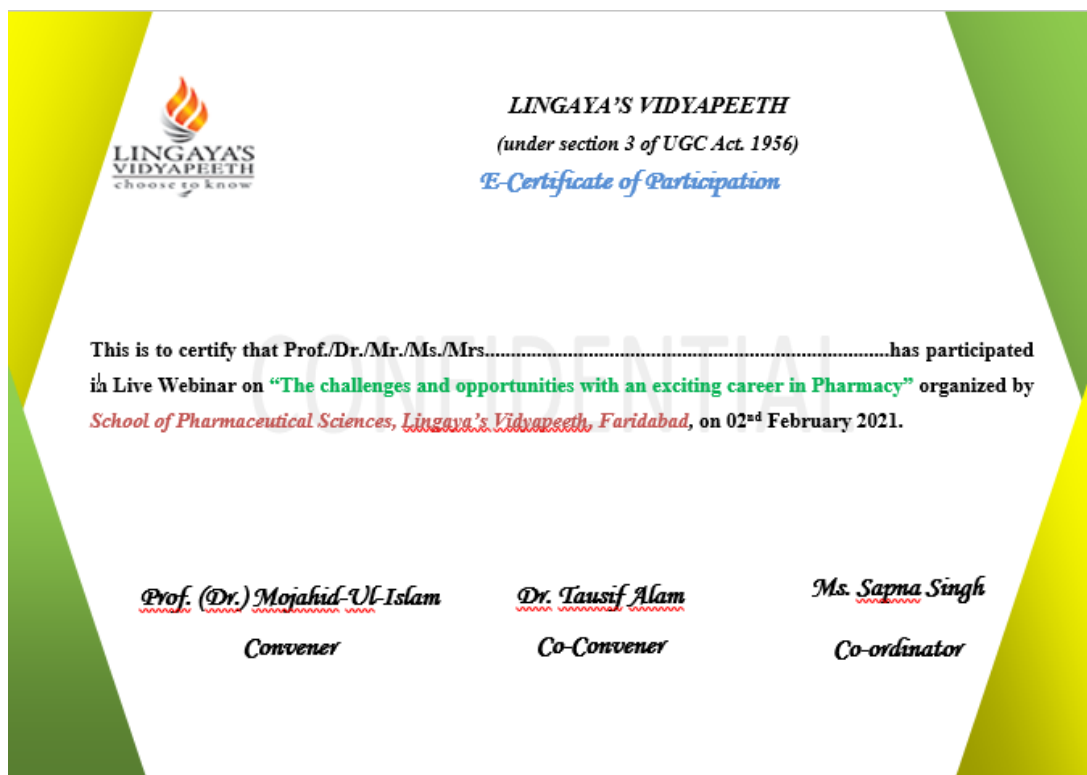 LINGAYA'S
VIDYAPEETH
choose to know
LINGAYA'S VIDYAPEETH
(under section 3 of UGC Act. 1956)
E-Certificate of Participation
CONFIDENTIAL
This is to certify that Prof./Dr./Mr./Ms./Mrs..............................................................................has participated
in Live Webinar on “The challenges and opportunities with an exciting career in Pharmacy” organized by
School of Pharmaceutical Sciences, Lingaya’s Vidyapeeth, Faridabad, on 02nd February 2021.
Prof. (Dr.) Mojahid-Ul-Islam
Convener
Dr. Tausif Alam
Co-Convener
Ms. Sapna Singh
Co-ordinator